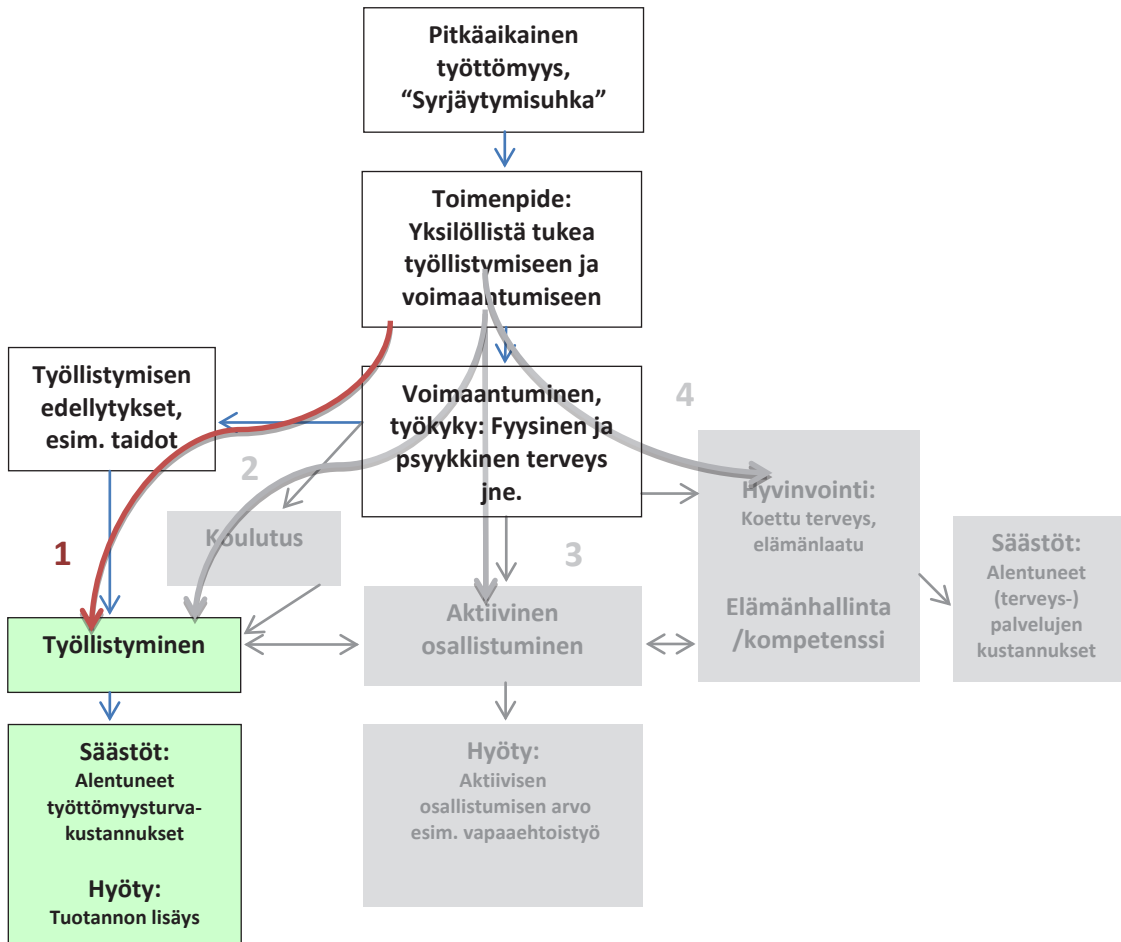 Pitkäaikainen
työttömyys,
“Syrjäytymisuhka”
Toimenpide:
Yksilöllistä tukea
työllistymiseen ja
voimaantumiseen
Työllistymisen
edellytykset,
esim. taidot
Voimaantuminen,
työkyky: Fyysinen ja
psyykkinen terveys
jne.
4
2
Hyvinvointi:
Koettu terveys,
elämänlaatu
Elämänhallinta
/kompetenssi
Koulutus
1
3
Säästöt:
Alentuneet
(terveys-)
palvelujen
kustannukset
Työllistyminen
Aktiivinen
osallistuminen
Säästöt:
Alentuneet
työttömyysturva-
kustannukset
Hyöty:
Tuotannon lisäys
Hyöty:
Aktiivisen
osallistumisen arvo
esim. vapaaehtoistyö